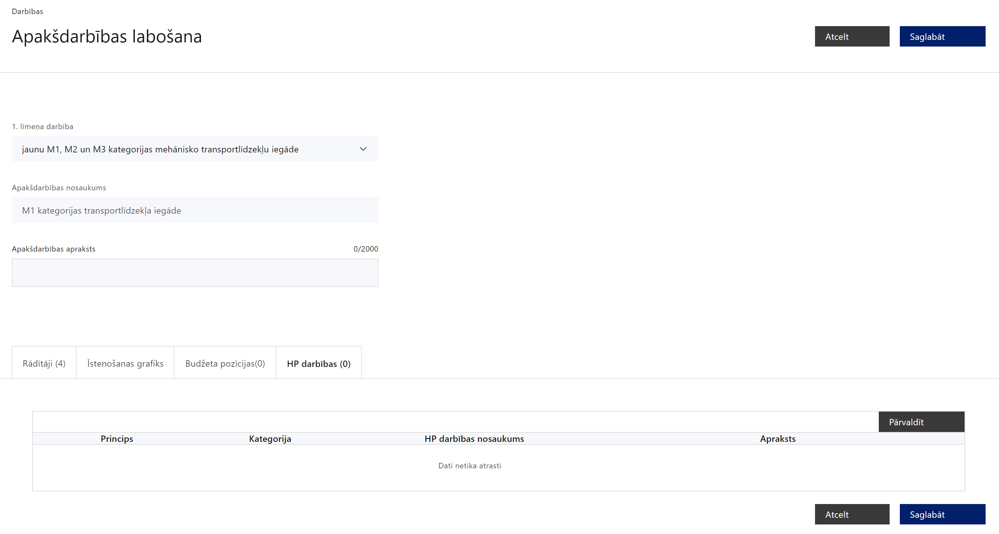 Darbības
Apakšdarbības labošana
Atcelt
Saglabāt
1. līmeņa darbība
jaunu M1, M2 un M3 kategorijas mehānisko transportlīdzekļu iegāde
Apakšdarbības nosaukums
M1 kategorijas transportlīdzekļa iegāde
Apakšdarbības apraksts 0/2000
Rādītāji (4)
Īstenošanas grafiks
Budžeta pozīcijas(0)
HP darbības (0)
Pārvaldīt
Princips Kategorija HP darbības nosaukums Apraksts
Dati netika atrasti
Atcelt
Saglabāt